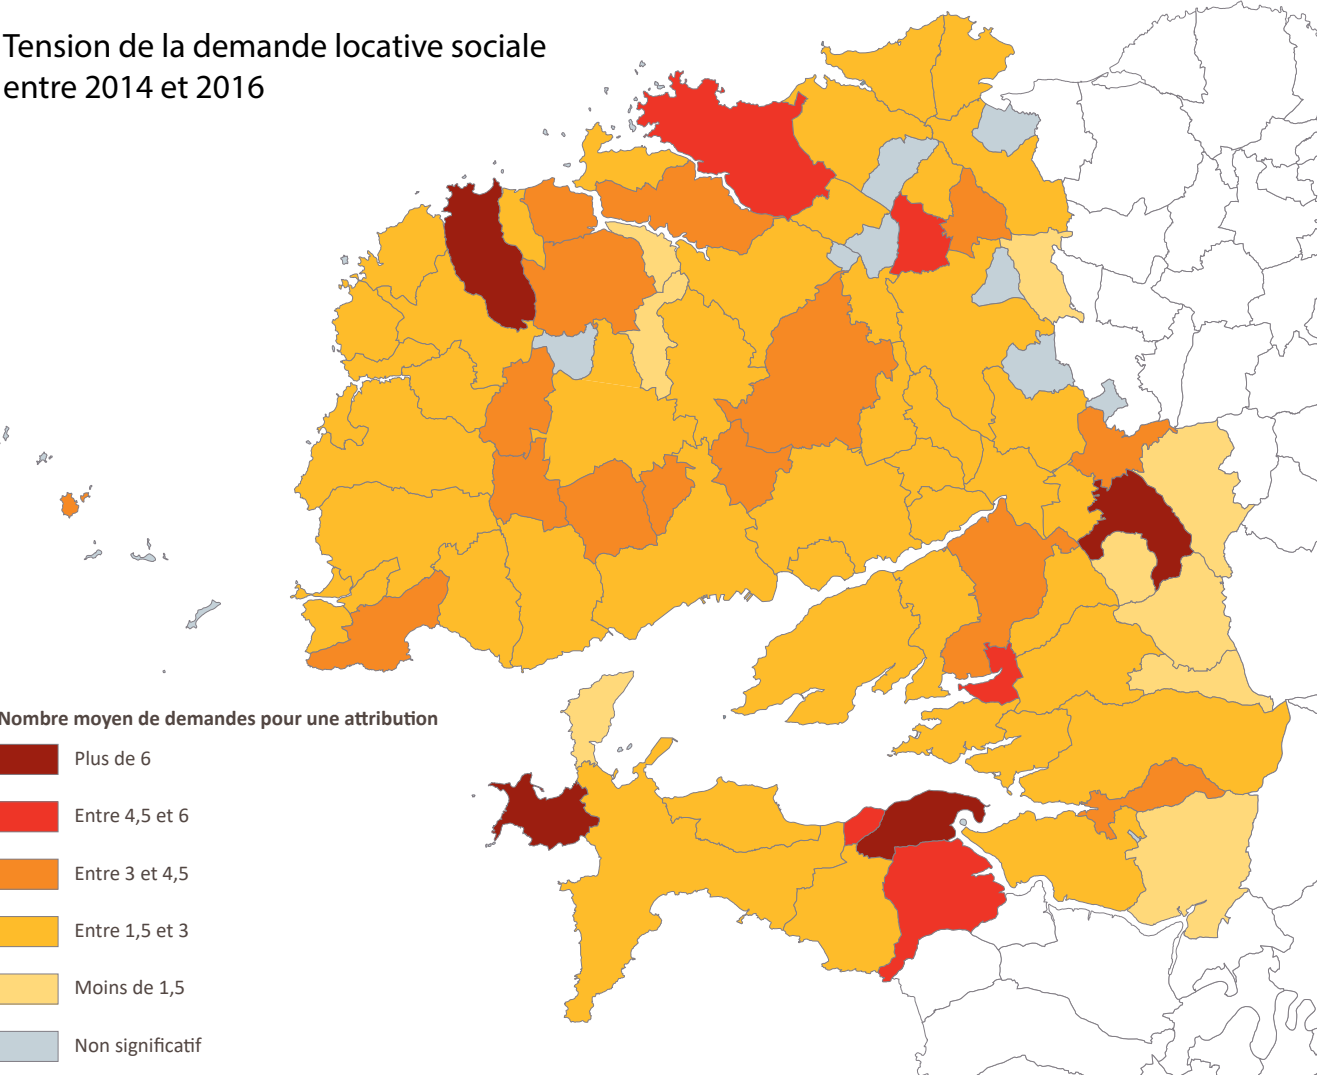 Tension de la demande locative sociale
entre 2014 et 2016
Nombre moyen de demandes pour une attribution
Plus de 6
Entre 4,5 et 6
Entre 3 et 4,5
Entre 1,5 et 3
Moins de 1,5
Non significatif